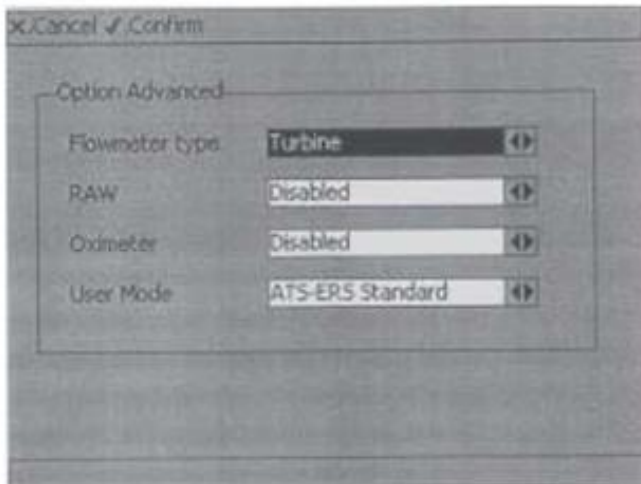 X Cancel ✓ Confirm
Option Advanced
Flowmeter type Turbine
RAW Disabled
Oximeter Disabled
User Mode ATS-ERS Standard